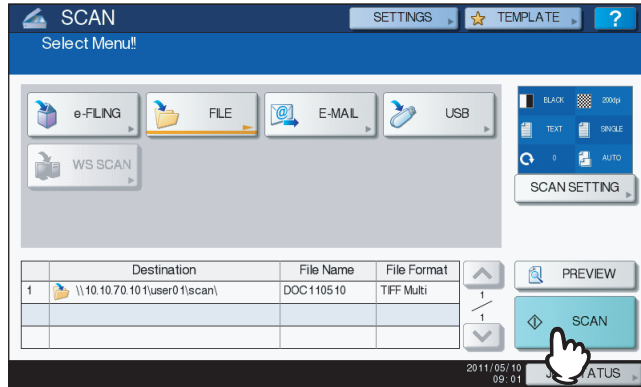 SCAN SETTINGS TEMPLATE ?
Select Menu!!
e-FILING FILE E-MAIL USB
BLACK 200dpi
TEXT SINGLE
0 AUTO
WS SCAN
SCAN SETTING
Destination File Name File Format
1 \\10.10.70.101\user01\scan\ DOC110510 TIFF Multi
PREVIEW
1
1
SCAN
2011/05/10
09:01